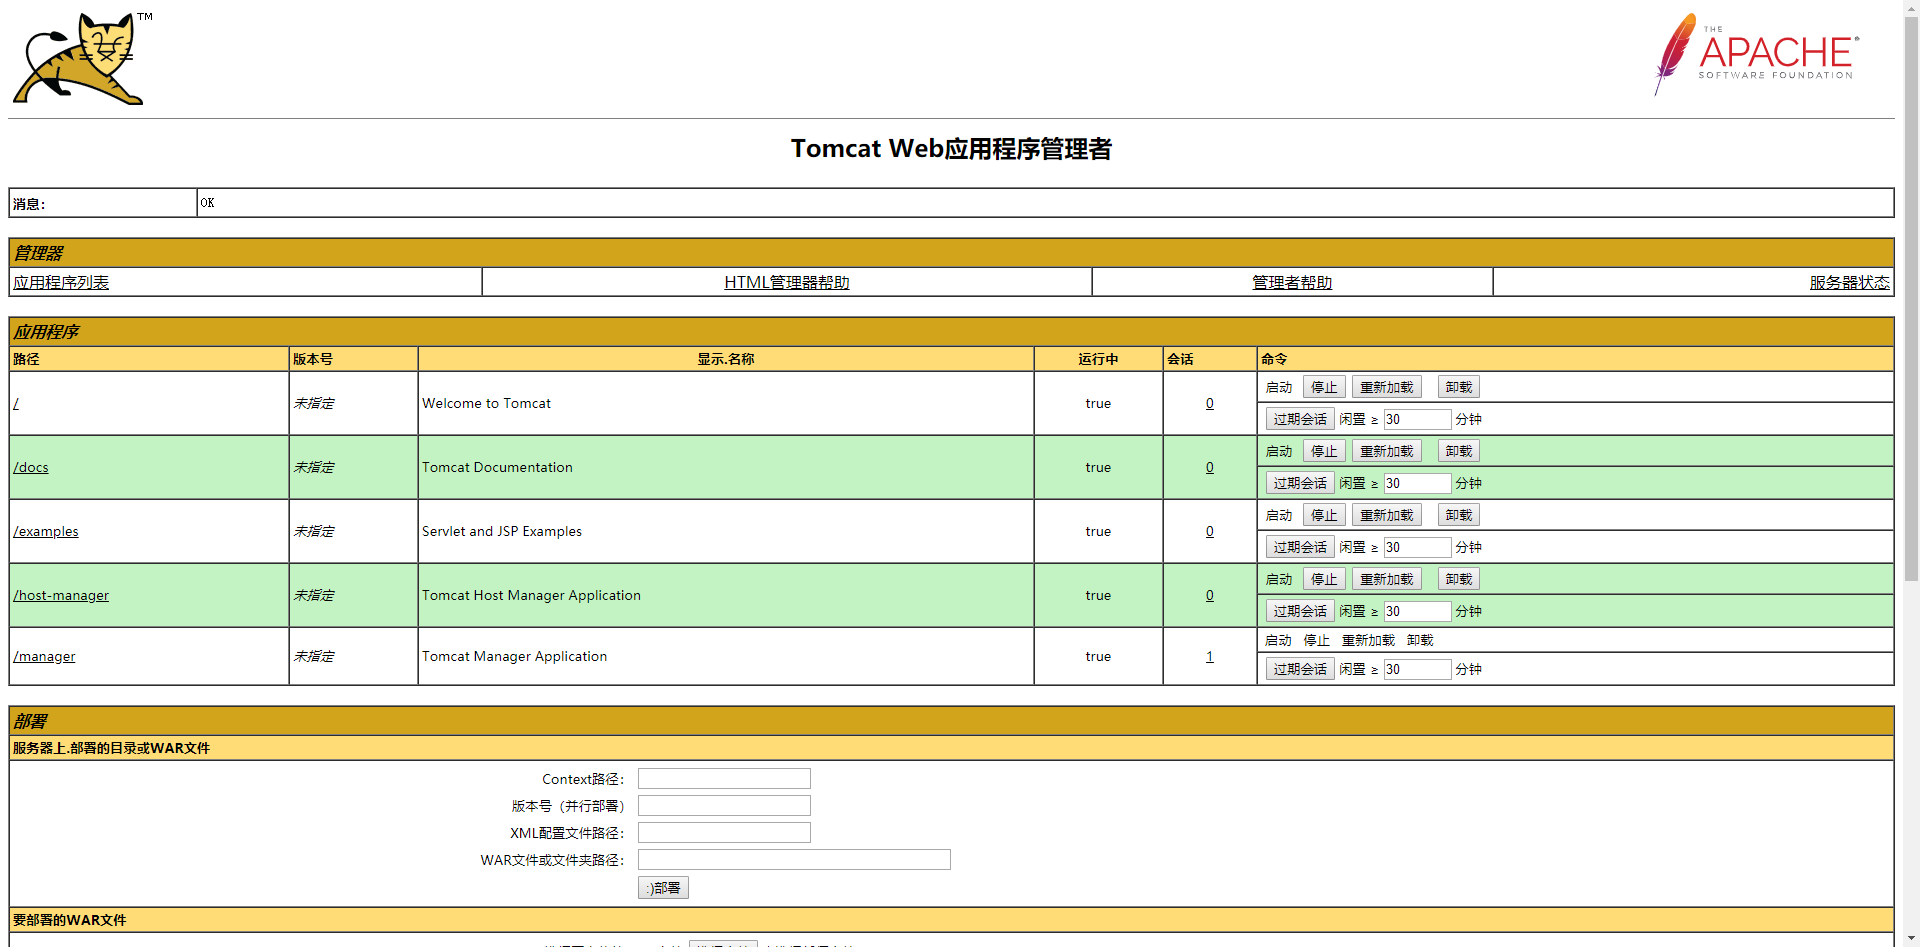 TM
THE
APACHE®
SOFTWARE FOUNDATION
Tomcat Web应用程序管理者
消息: OK
管理器
应用程序列表 HTML管理器帮助 管理者帮助 服务器状态
应用程序
路径 版本号 显示.名称 运行中 会话 命令
/ 未指定 Welcome to Tomcat true 0 启动 停止 重新加载 卸载
过期会话 闲置 ≥ 30 分钟
/docs 未指定 Tomcat Documentation true 0 启动 停止 重新加载 卸载
过期会话 闲置 ≥ 30 分钟
/examples 未指定 Servlet and JSP Examples true 0 启动 停止 重新加载 卸载
过期会话 闲置 ≥ 30 分钟
/host-manager 未指定 Tomcat Host Manager Application true 0 启动 停止 重新加载 卸载
过期会话 闲置 ≥ 30 分钟
/manager 未指定 Tomcat Manager Application true 1 启动 停止 重新加载 卸载
过期会话 闲置 ≥ 30 分钟
部署
服务器上.部署的目录或WAR文件
Context路径:
版本号（并行部署）
XML配置文件路径:
WAR文件或文件夹路径:
:)部署
要部署的WAR文件